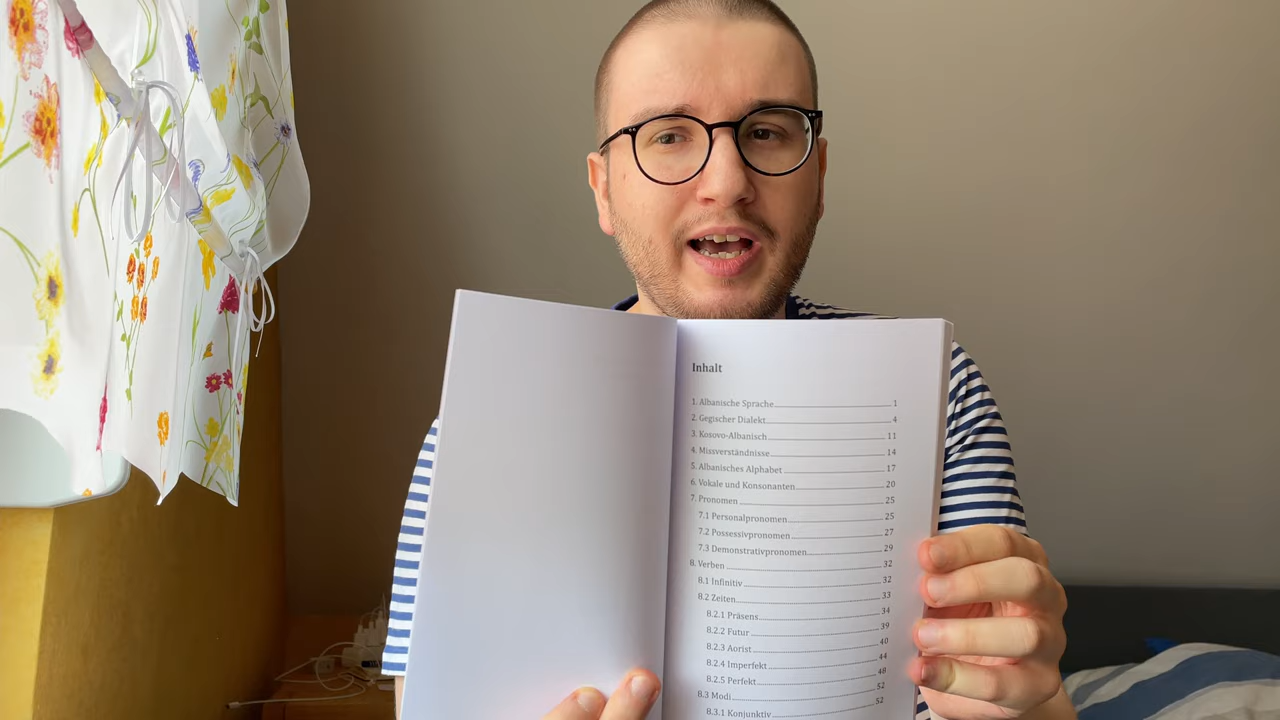 Inhalt
1. Albanische Sprache 1
2. Gegischer Dialekt 4
3. Kosovo-Albanisch 11
4. Missverständnisse 14
5. Albanisches Alphabet 17
6. Vokale und Konsonanten 20
7. Pronomen 25
7.1 Personalpronomen 25
7.2 Possessivpronomen 27
7.3 Demonstrativpronomen 29
8. Verben 32
8.1 Infinitiv 32
8.2 Zeiten 33
8.2.1 Präsens 34
8.2.2 Futur 39
8.2.3 Aorist 40
8.2.4 Imperfekt 44
8.2.5 Perfekt 48
8.3 Modi 52
8.3.1 Konjunktiv 52